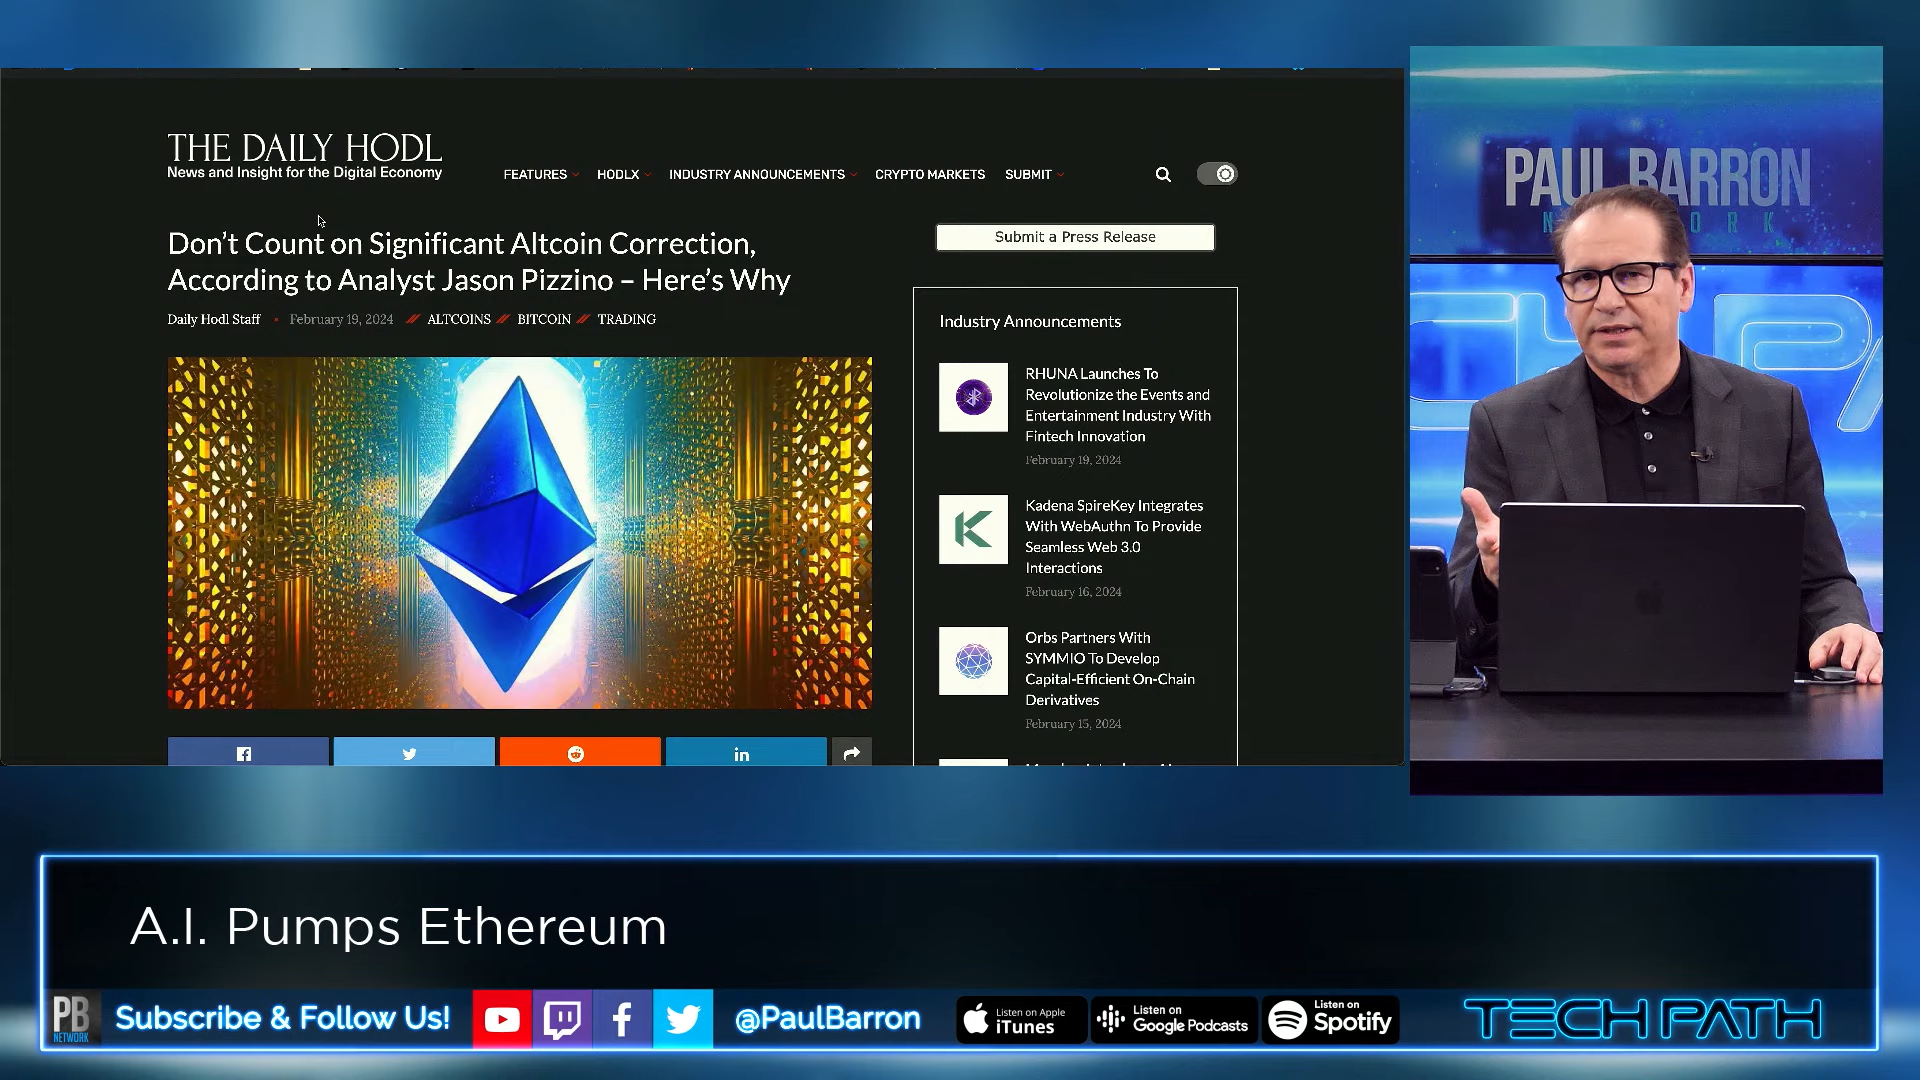 THE DAILY HODL
News and Insight for the Digital Economy
FEATURES
HODLX
INDUSTRY ANNOUNCEMENTS
CRYPTO MARKETS
SUBMIT
Don't Count on Significant Altcoin Correction,
According to Analyst Jason Pizzino – Here's Why
Daily Hodl Staff • February 19, 2024 // ALTCOINS // BITCOIN // TRADING
Submit a Press Release
Industry Announcements
RHUNA Launches To
Revolutionize the Events and
Entertainment Industry With
Fintech Innovation
February 19, 2024
Kadena SpireKey Integrates
With WebAuthn To Provide
Seamless Web 3.0
Interactions
February 16, 2024
Orbs Partners With
SYMMIO To Develop
Capital-Efficient On-Chain
Derivatives
February 15, 2024
in
PAUL BARRON
A.I. Pumps Ethereum
PB
NETWORK
Subscribe & Follow Us!
@PaulBarron
Listen on Apple
iTunes
Listen on
Google Podcasts
Listen on
Spotify
TECH PATH